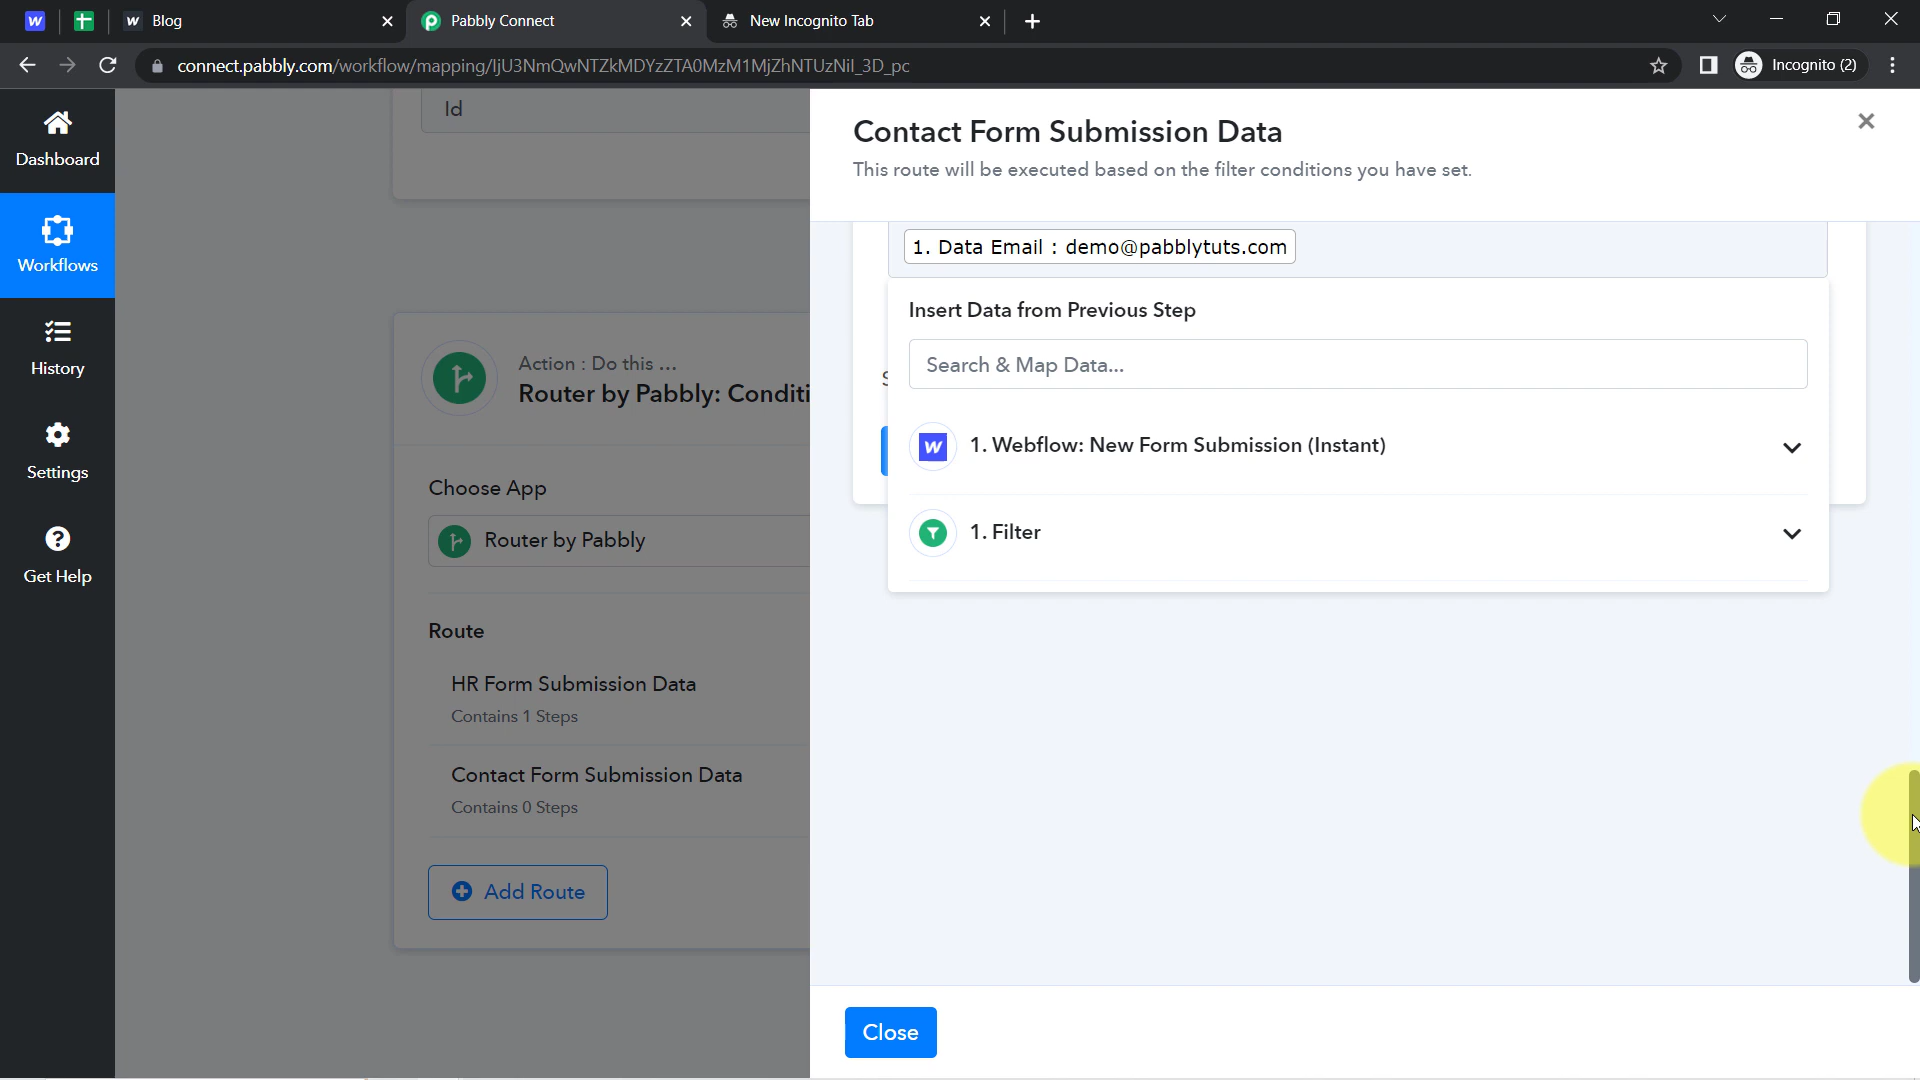 Blog
Pabbly Connect
New Incognito Tab
connect.pabbly.com/workflow/mapping/IjU3NmQwNTZkMDYzZTA0MzM1MjZhNTUzNiI_3D_pc
Incognito (2)
Dashboard
Workflows
History
Settings
Get Help
Id
Action : Do this ...
Router by Pabbly: Conditi
Choose App
Router by Pabbly
Route
HR Form Submission Data
Contains 1 Steps
Contact Form Submission Data
Contains 0 Steps
Add Route
Contact Form Submission Data
This route will be executed based on the filter conditions you have set.
1. Data Email : demo@pabblytuts.com
Insert Data from Previous Step
Search & Map Data...
1. Webflow: New Form Submission (Instant)
1. Filter
Close